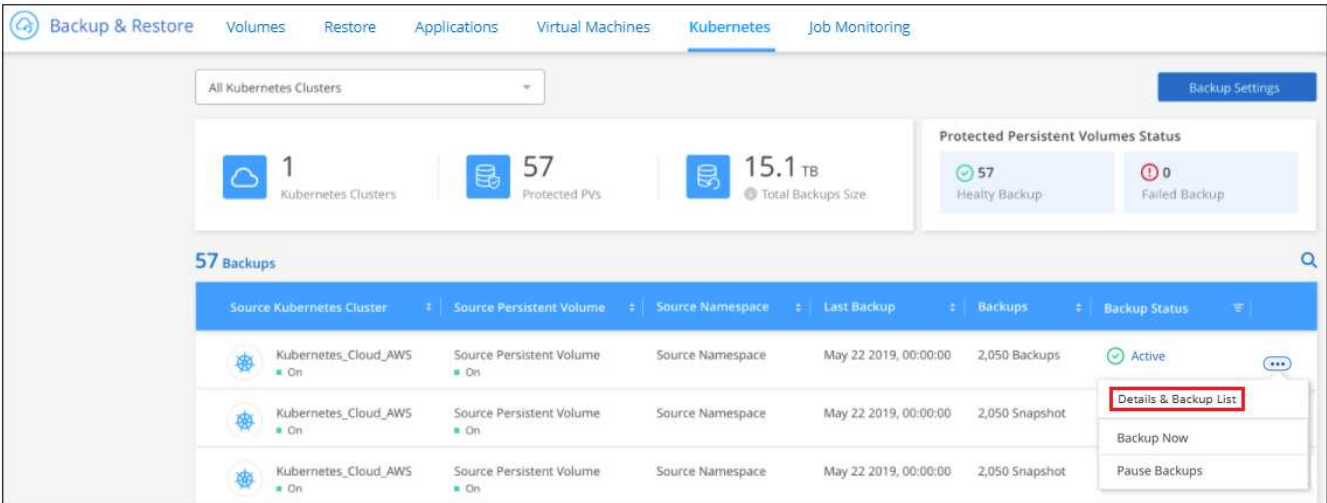 Backup & Restore Volumes Restore Applications Virtual Machines Kubernetes Job Monitoring
All Kubernetes Clusters
Backup Settings
1
Kubernetes Clusters
57
Protected PVs
15.1 TB
Total Backups Size
Protected Persistent Volumes Status
57
Healty Backup
0
Failed Backup
57 Backups
Source Kubernetes Cluster Source Persistent Volume Source Namespace Last Backup Backups Backup Status
Kubernetes_Cloud_AWS Source Persistent Volume Source Namespace May 22 2019, 00:00:00 2,050 Backups Active
On On
Kubernetes_Cloud_AWS Source Persistent Volume Source Namespace May 22 2019, 00:00:00 2,050 Snapshot
On On
Kubernetes_Cloud_AWS Source Persistent Volume Source Namespace May 22 2019, 00:00:00 2,050 Snapshot
On On
Details & Backup List
Backup Now
Pause Backups